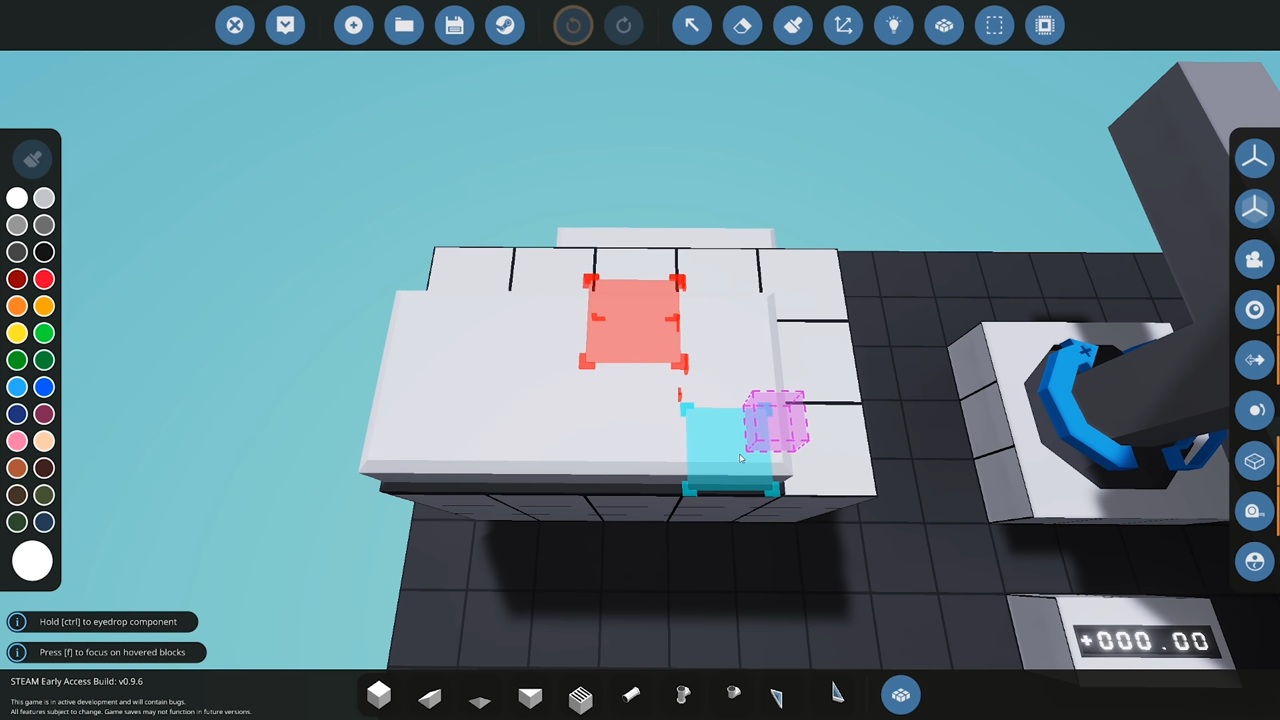 +000.00
Hold [ctrl] to eyedrop component
Press [f] to focus on hovered blocks
STEAM Early Access Build: v0.9.6
This game is in active development and will contain bugs.
All features subject to change. Game saves may not function in future versions.